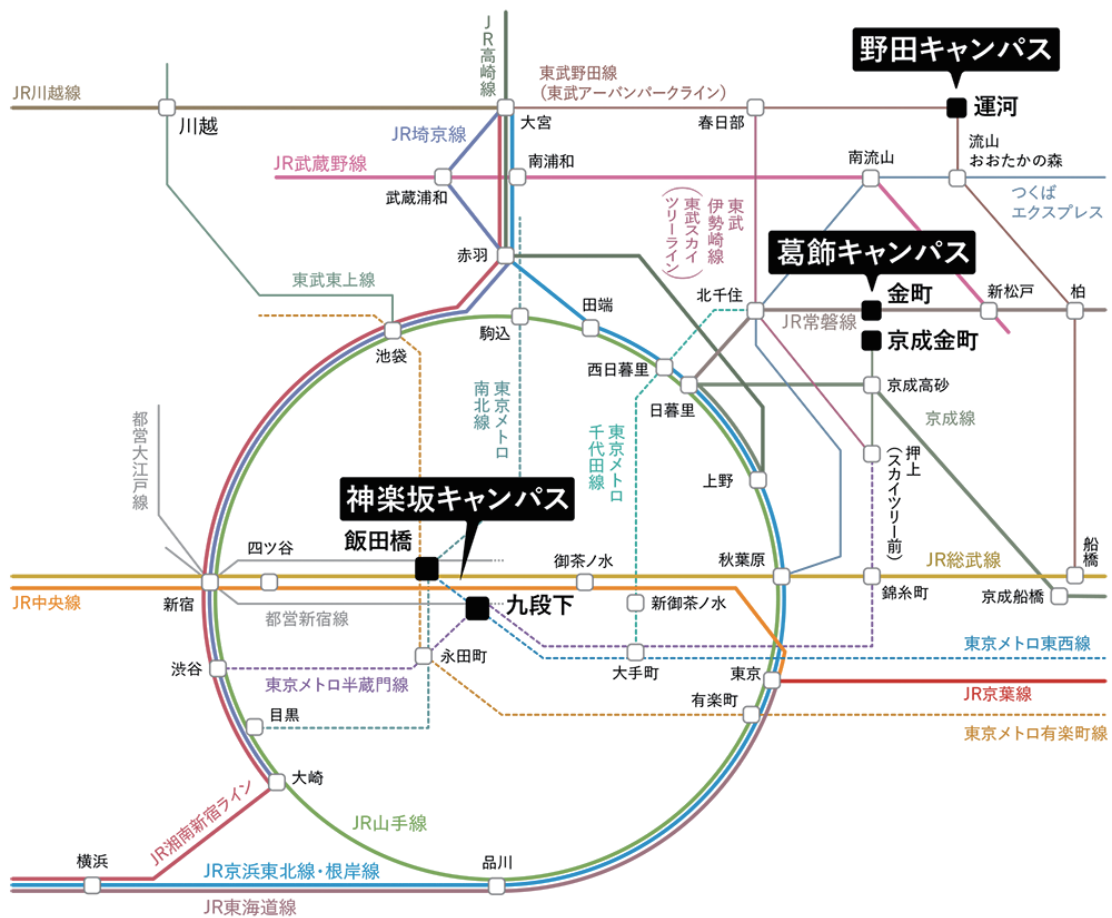 JR高崎線
野田キャンパス
JR川越線
東武野田線
(東武アーバンパークライン)
川越
大宮
春日部
運河
JR埼京線
流山
おおたかの森
JR武蔵野線
南浦和
南流山
武蔵浦和
つくば
エクスプレス
東武
伊勢崎線
(東武スカイ
ツリーライン)
葛飾キャンパス
赤羽
東武東上線
北千住
金町
新松戸
柏
田端
JR常磐線
駒込
京成金町
池袋
西日暮里
日暮里
京成高砂
東京メトロ
南北線
京成線
都営大江戸線
東京メトロ
千代田線
押上
(スカイツリー前)
上野
神楽坂キャンパス
飯田橋
四ツ谷
御茶ノ水
秋葉原
JR総武線
船橋
JR中央線
新宿
九段下
新御茶ノ水
錦糸町
京成船橋
都営新宿線
永田町
東京メトロ東西線
渋谷
大手町
東京
東京メトロ半蔵門線
JR京葉線
有楽町
目黒
東京メトロ有楽町線
大崎
JR湘南新宿ライン
JR山手線
横浜
品川
JR京浜東北線・根岸線
JR東海道線